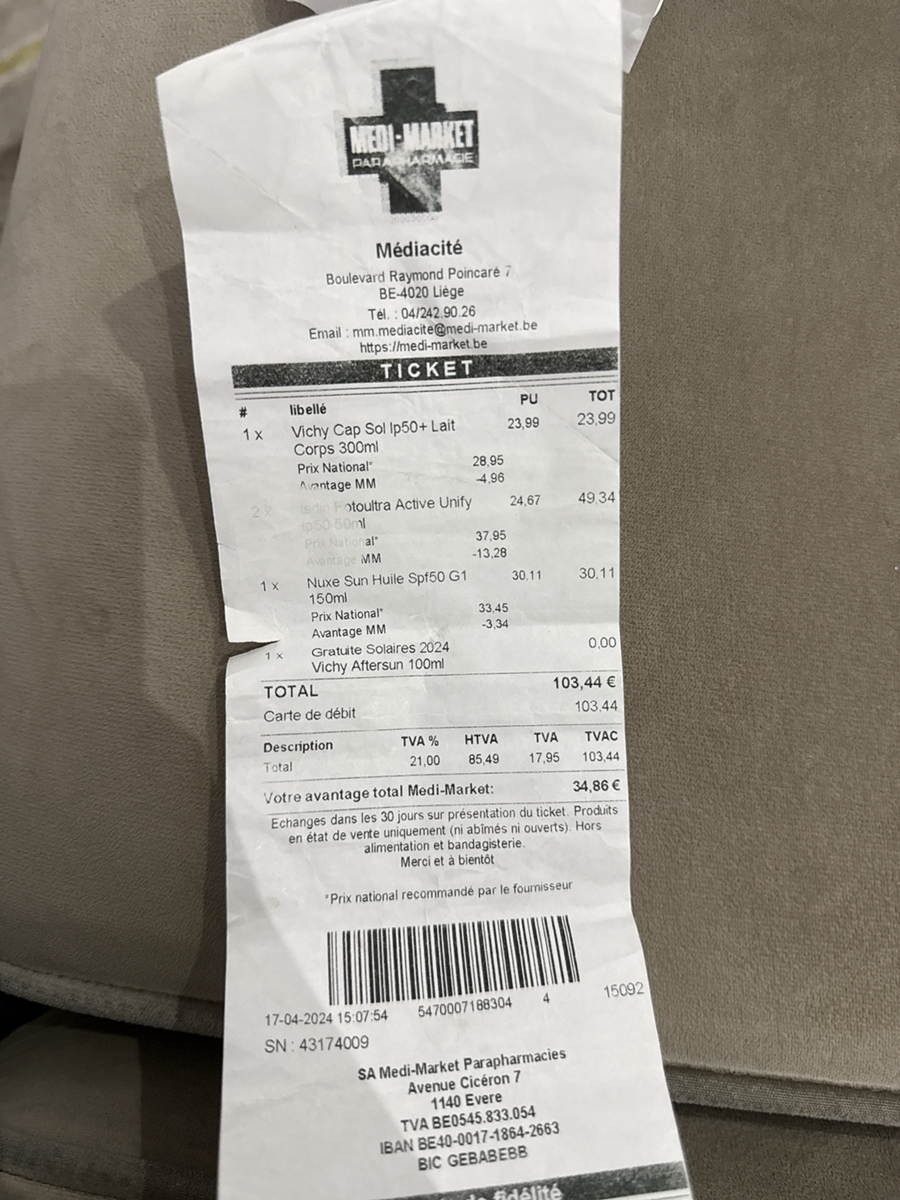 MEDI-MARKET
PARAPHARMACIE
Médiacité
Boulevard Raymond Poincaré 7
BE-4020 Liège
Tél. : 04/242.90.26
Email : mm.mediacite@medi-market.be
https://medi-market.be
TICKET
# libellé PU TOT
1 x Vichy Cap Sol Ip50+ Lait 23,99 23,99
Corps 300ml
Prix National* 28,95
Avantage MM -4,96
2 x Isdin Fotoultra Active Unify 24,67 49,34
ip50 50ml
Prix National* 37,95
Avantage MM -13,28
1 x Nuxe Sun Huile Spf50 G1 30,11 30,11
150ml
Prix National* 33,45
Avantage MM -3,34
1 x Gratuite Solaires 2024 0,00
Vichy Aftersun 100ml
TOTAL 103,44 €
Carte de débit 103,44
Description TVA % HTVA TVA TVAC
Total 21,00 85,49 17,95 103,44
Votre avantage total Medi-Market: 34,86 €
Echanges dans les 30 jours sur présentation du ticket. Produits
en état de vente uniquement (ni abîmés ni ouverts). Hors
alimentation et bandagisterie.
Merci et à bientôt
*Prix national recommandé par le fournisseur
17-04-2024 15:07:54 5470007188304 4 15092
SN : 43174009
SA Medi-Market Parapharmacies
Avenue Cicéron 7
1140 Evere
TVA BE0545.833.054
IBAN BE40-0017-1864-2663
BIC GEBABEBB
de fidélité